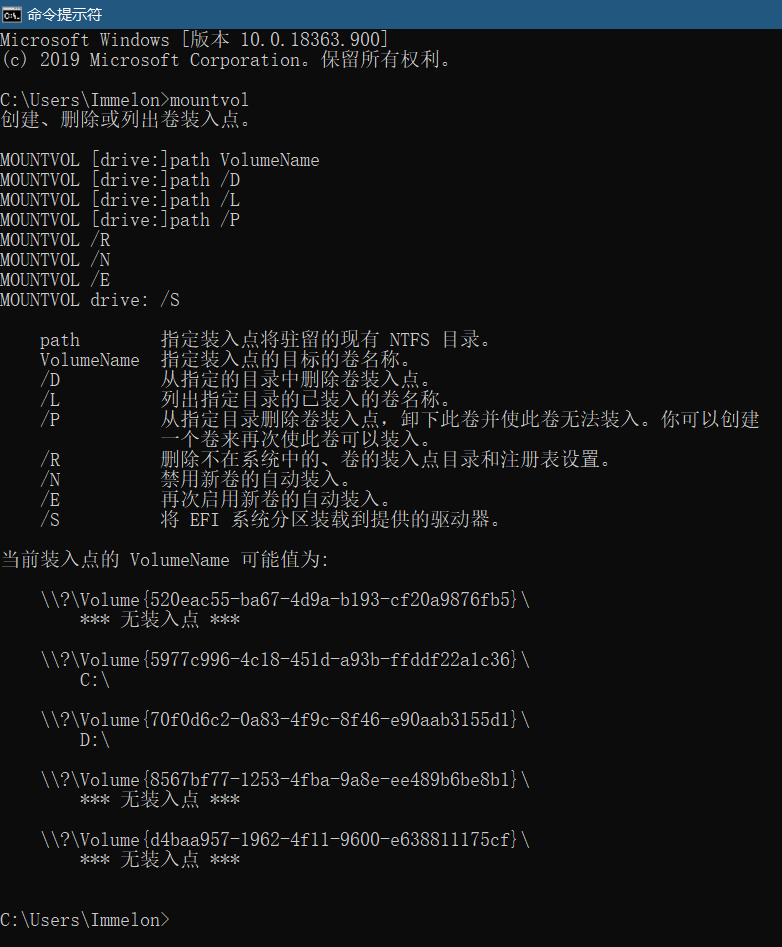 命令提示符
Microsoft Windows [版本 10.0.18363.900]
(c) 2019 Microsoft Corporation。保留所有权利。
C:\Users\Immelon>mountvol
创建、删除或列出卷装入点。
MOUNTVOL [drive:]path VolumeName
MOUNTVOL [drive:]path /D
MOUNTVOL [drive:]path /L
MOUNTVOL [drive:]path /P
MOUNTVOL /R
MOUNTVOL /N
MOUNTVOL /E
MOUNTVOL drive: /S
path 指定装入点将驻留的现有 NTFS 目录。
VolumeName 指定装入点的目标的卷名称。
/D 从指定的目录中删除卷装入点。
/L 列出指定目录的已装入的卷名称。
/P 从指定目录删除卷装入点，卸下此卷并使此卷无法装入。你可以创建
一个卷来再次使此卷可以装入。
/R 删除不在系统中的、卷的装入点目录和注册表设置。
/N 禁用新卷的自动装入。
/E 再次启用新卷的自动装入。
/S 将 EFI 系统分区装载到提供的驱动器。
当前装入点的 VolumeName 可能值为:
\\?\Volume{520eac55-ba67-4d9a-b193-cf20a9876fb5}\
*** 无装入点 ***
\\?\Volume{5977c996-4c18-451d-a93b-ffddf22a1c36}\
C:\
\\?\Volume{70f0d6c2-0a83-4f9c-8f46-e90aab3155d1}\
D:\
\\?\Volume{8567bf77-1253-4fba-9a8e-ee489b6be8b1}\
*** 无装入点 ***
\\?\Volume{d4baa957-1962-4f11-9600-e638811175cf}\
*** 无装入点 ***
C:\Users\Immelon>